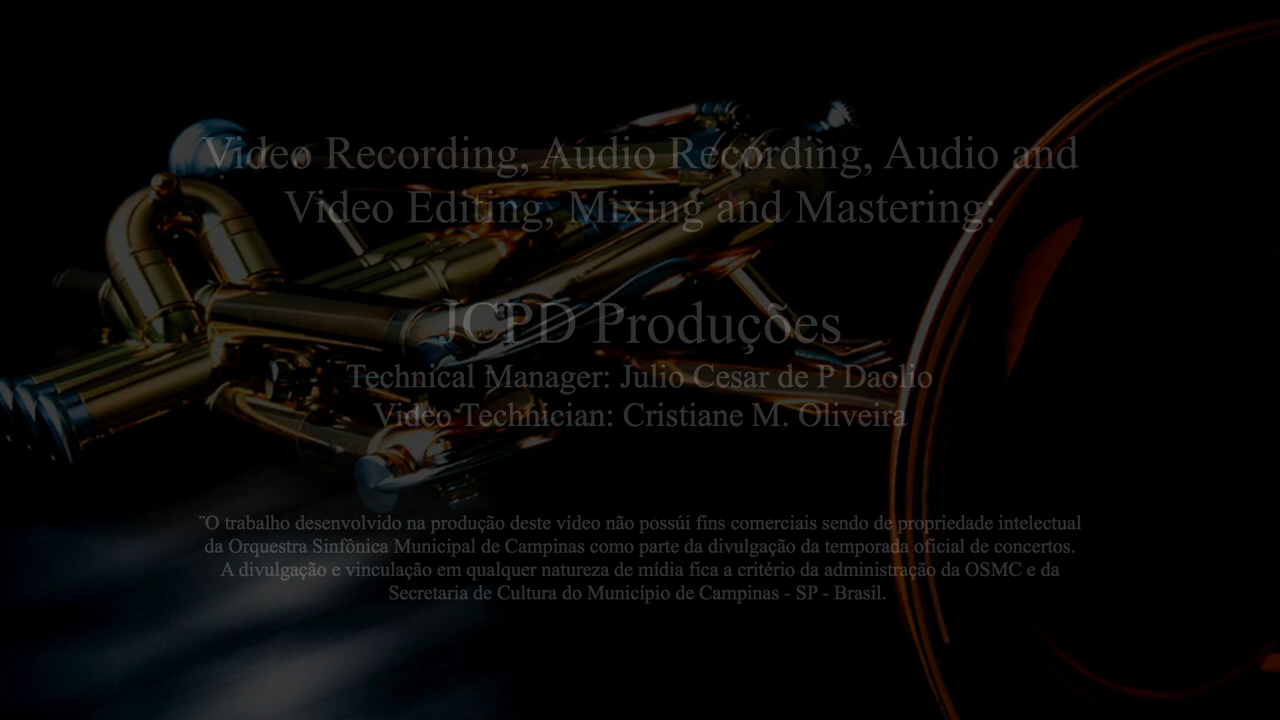 Video Recording, Audio Recording, Audio and
Video Editing, Mixing and Mastering:
JCPD Produções
Technical Manager: Julio Cesar de P Daolio
Video Technician: Cristiane M. Oliveira
¨O trabalho desenvolvido na produção deste vídeo não possúi fins comerciais sendo de propriedade intelectual
da Orquestra Sinfônica Municipal de Campinas como parte da divulgação da temporada oficial de concertos.
A divulgação e vinculação em qualquer natureza de mídia fica a critério da administração da OSMC e da
Secretaria de Cultura do Município de Campinas - SP - Brasil.